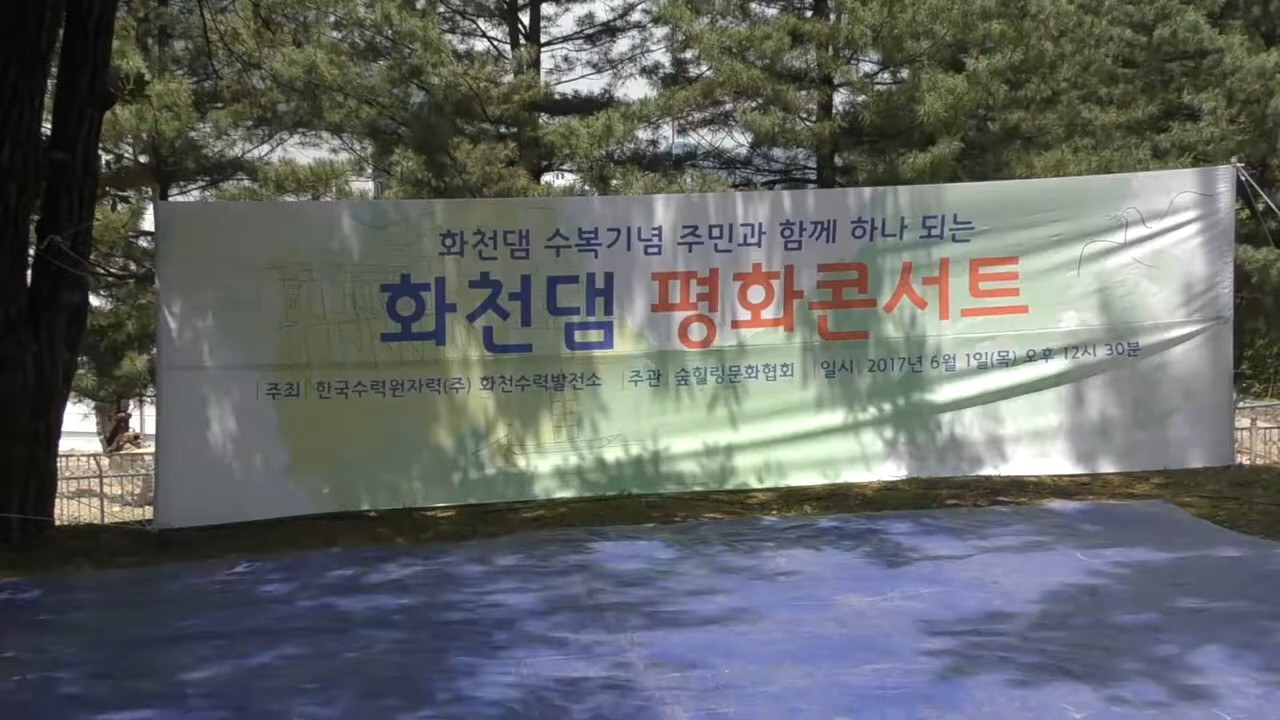 화천댐 수복기념 주민과 함께 하나 되는
화천댐 평화콘서트
|주최| 한국수력원자력(주) 화천수력발전소 |주관| 숲힐링문화협회 |일시| 2017년 6월 1일(목) 오후 12시 30분